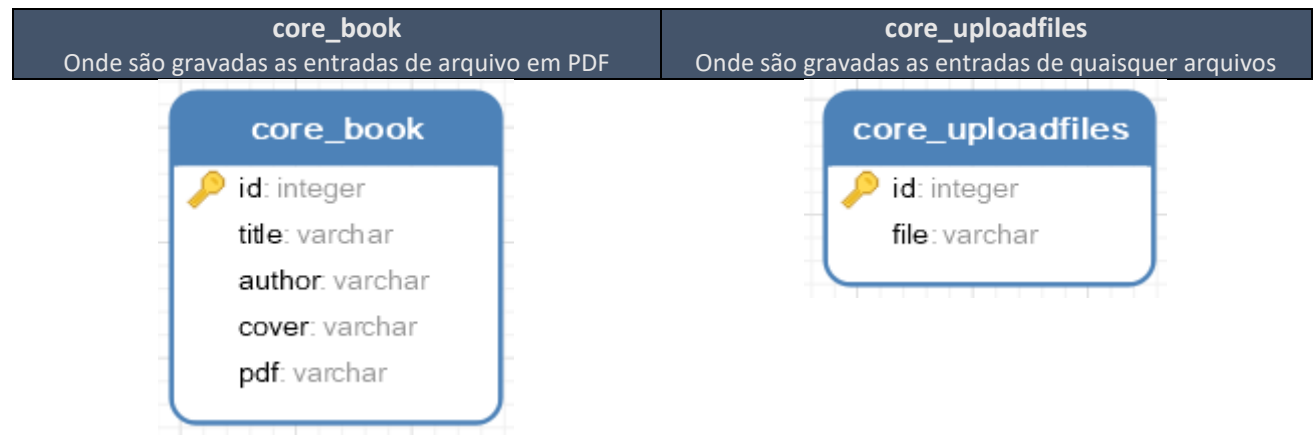 core_book
Onde são gravadas as entradas de arquivo em PDF
core_uploadfiles
Onde são gravadas as entradas de quaisquer arquivos
core_book
id: integer
title: varchar
author: varchar
cover: varchar
pdf: varchar
core_uploadfiles
id: integer
file: varchar